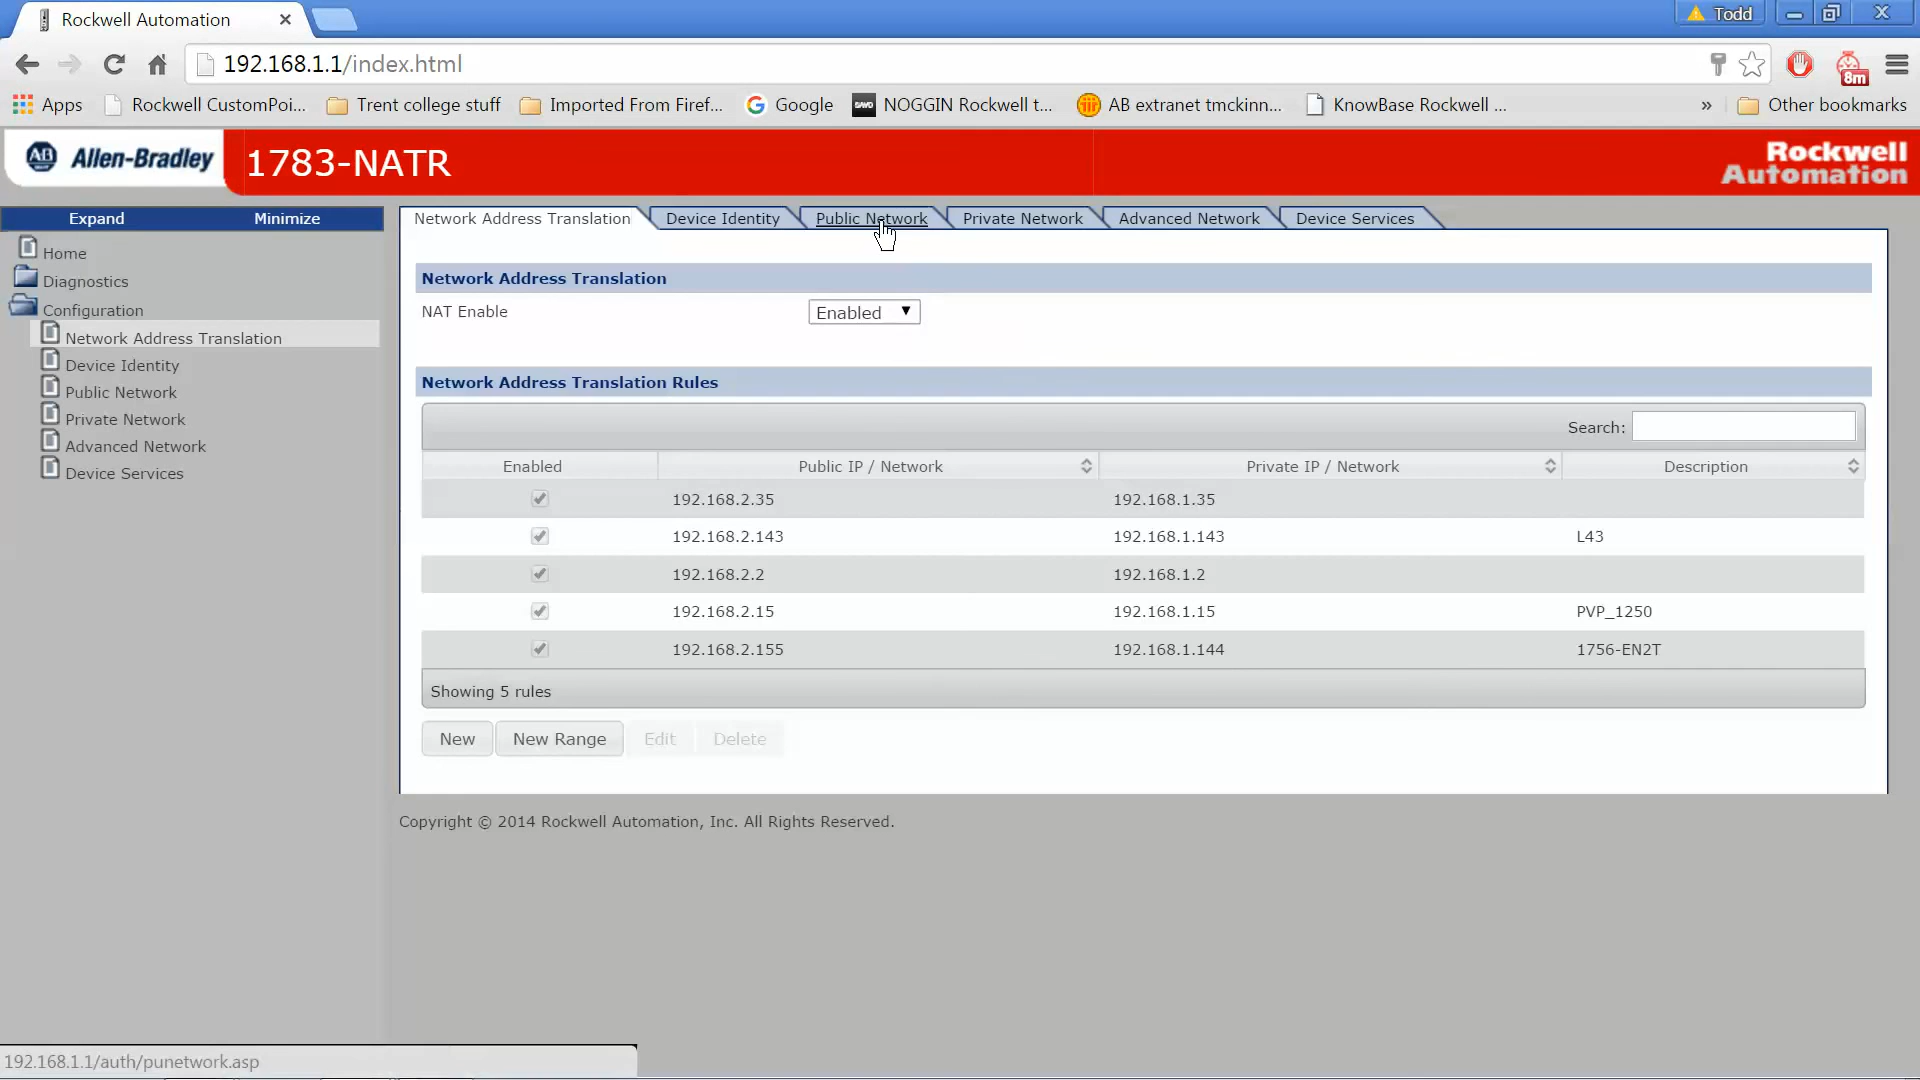 Rockwell Automation
Todd
192.168.1.1/index.html
8m
Apps Rockwell CustomPoi... Trent college stuff Imported From Firef... Google NOGGIN Rockwell t... AB extranet tmckinn... KnowBase Rockwell ... » Other bookmarks
AB Allen-Bradley
1783-NATR
Rockwell
Automation
Expand Minimize
Home
Diagnostics
Configuration
Network Address Translation
Device Identity
Public Network
Private Network
Advanced Network
Device Services
Network Address Translation Device Identity Public Network Private Network Advanced Network Device Services
Network Address Translation
NAT Enable Enabled
Network Address Translation Rules
Search:
Enabled Public IP / Network Private IP / Network Description
192.168.2.35 192.168.1.35
192.168.2.143 192.168.1.143 L43
192.168.2.2 192.168.1.2
192.168.2.15 192.168.1.15 PVP_1250
192.168.2.155 192.168.1.144 1756-EN2T
Showing 5 rules
New New Range Edit Delete
Copyright © 2014 Rockwell Automation, Inc. All Rights Reserved.
192.168.1.1/auth/punetwork.asp